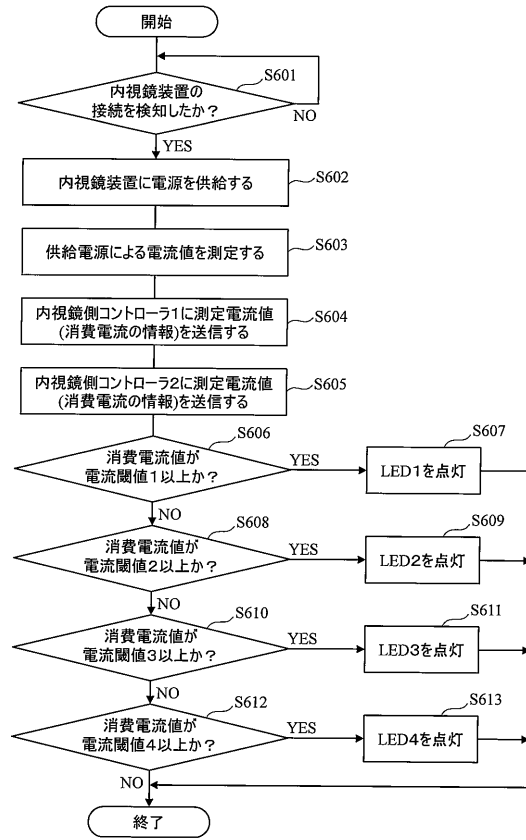 開始
S601
内視鏡装置の
接続を検知したか？
NO
YES
内視鏡装置に電源を供給する
S602
供給電源による電流値を測定する
S603
内視鏡側コントローラ1に測定電流値
(消費電流の情報)を送信する
S604
内視鏡側コントローラ2に測定電流値
(消費電流の情報)を送信する
S605
S606
消費電流値が
電流閾値1以上か？
YES
S607
LED1を点灯
NO
S608
消費電流値が
電流閾値2以上か？
YES
S609
LED2を点灯
NO
S610
消費電流値が
電流閾値3以上か？
YES
S611
LED3を点灯
NO
S612
消費電流値が
電流閾値4以上か？
YES
S613
LED4を点灯
NO
終了